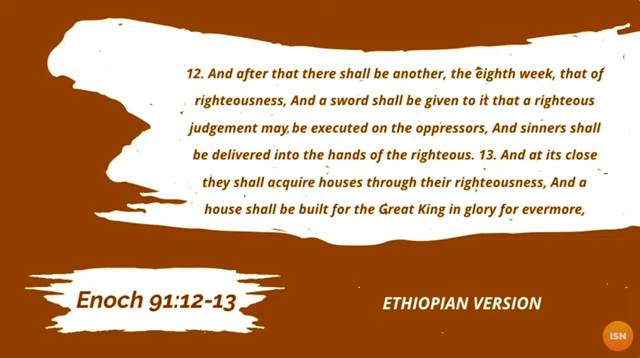 12. And after that there shall be another, the eighth week, that of
righteousness, And a sword shall be given to it that a righteous
judgement may be executed on the oppressors, And sinners shall
be delivered into the hands of the righteous. 13. And at its close
they shall acquire houses through their righteousness, And a
house shall be built for the Great King in glory for evermore,
Enoch 91:12-13
ETHIOPIAN VERSION
ISN